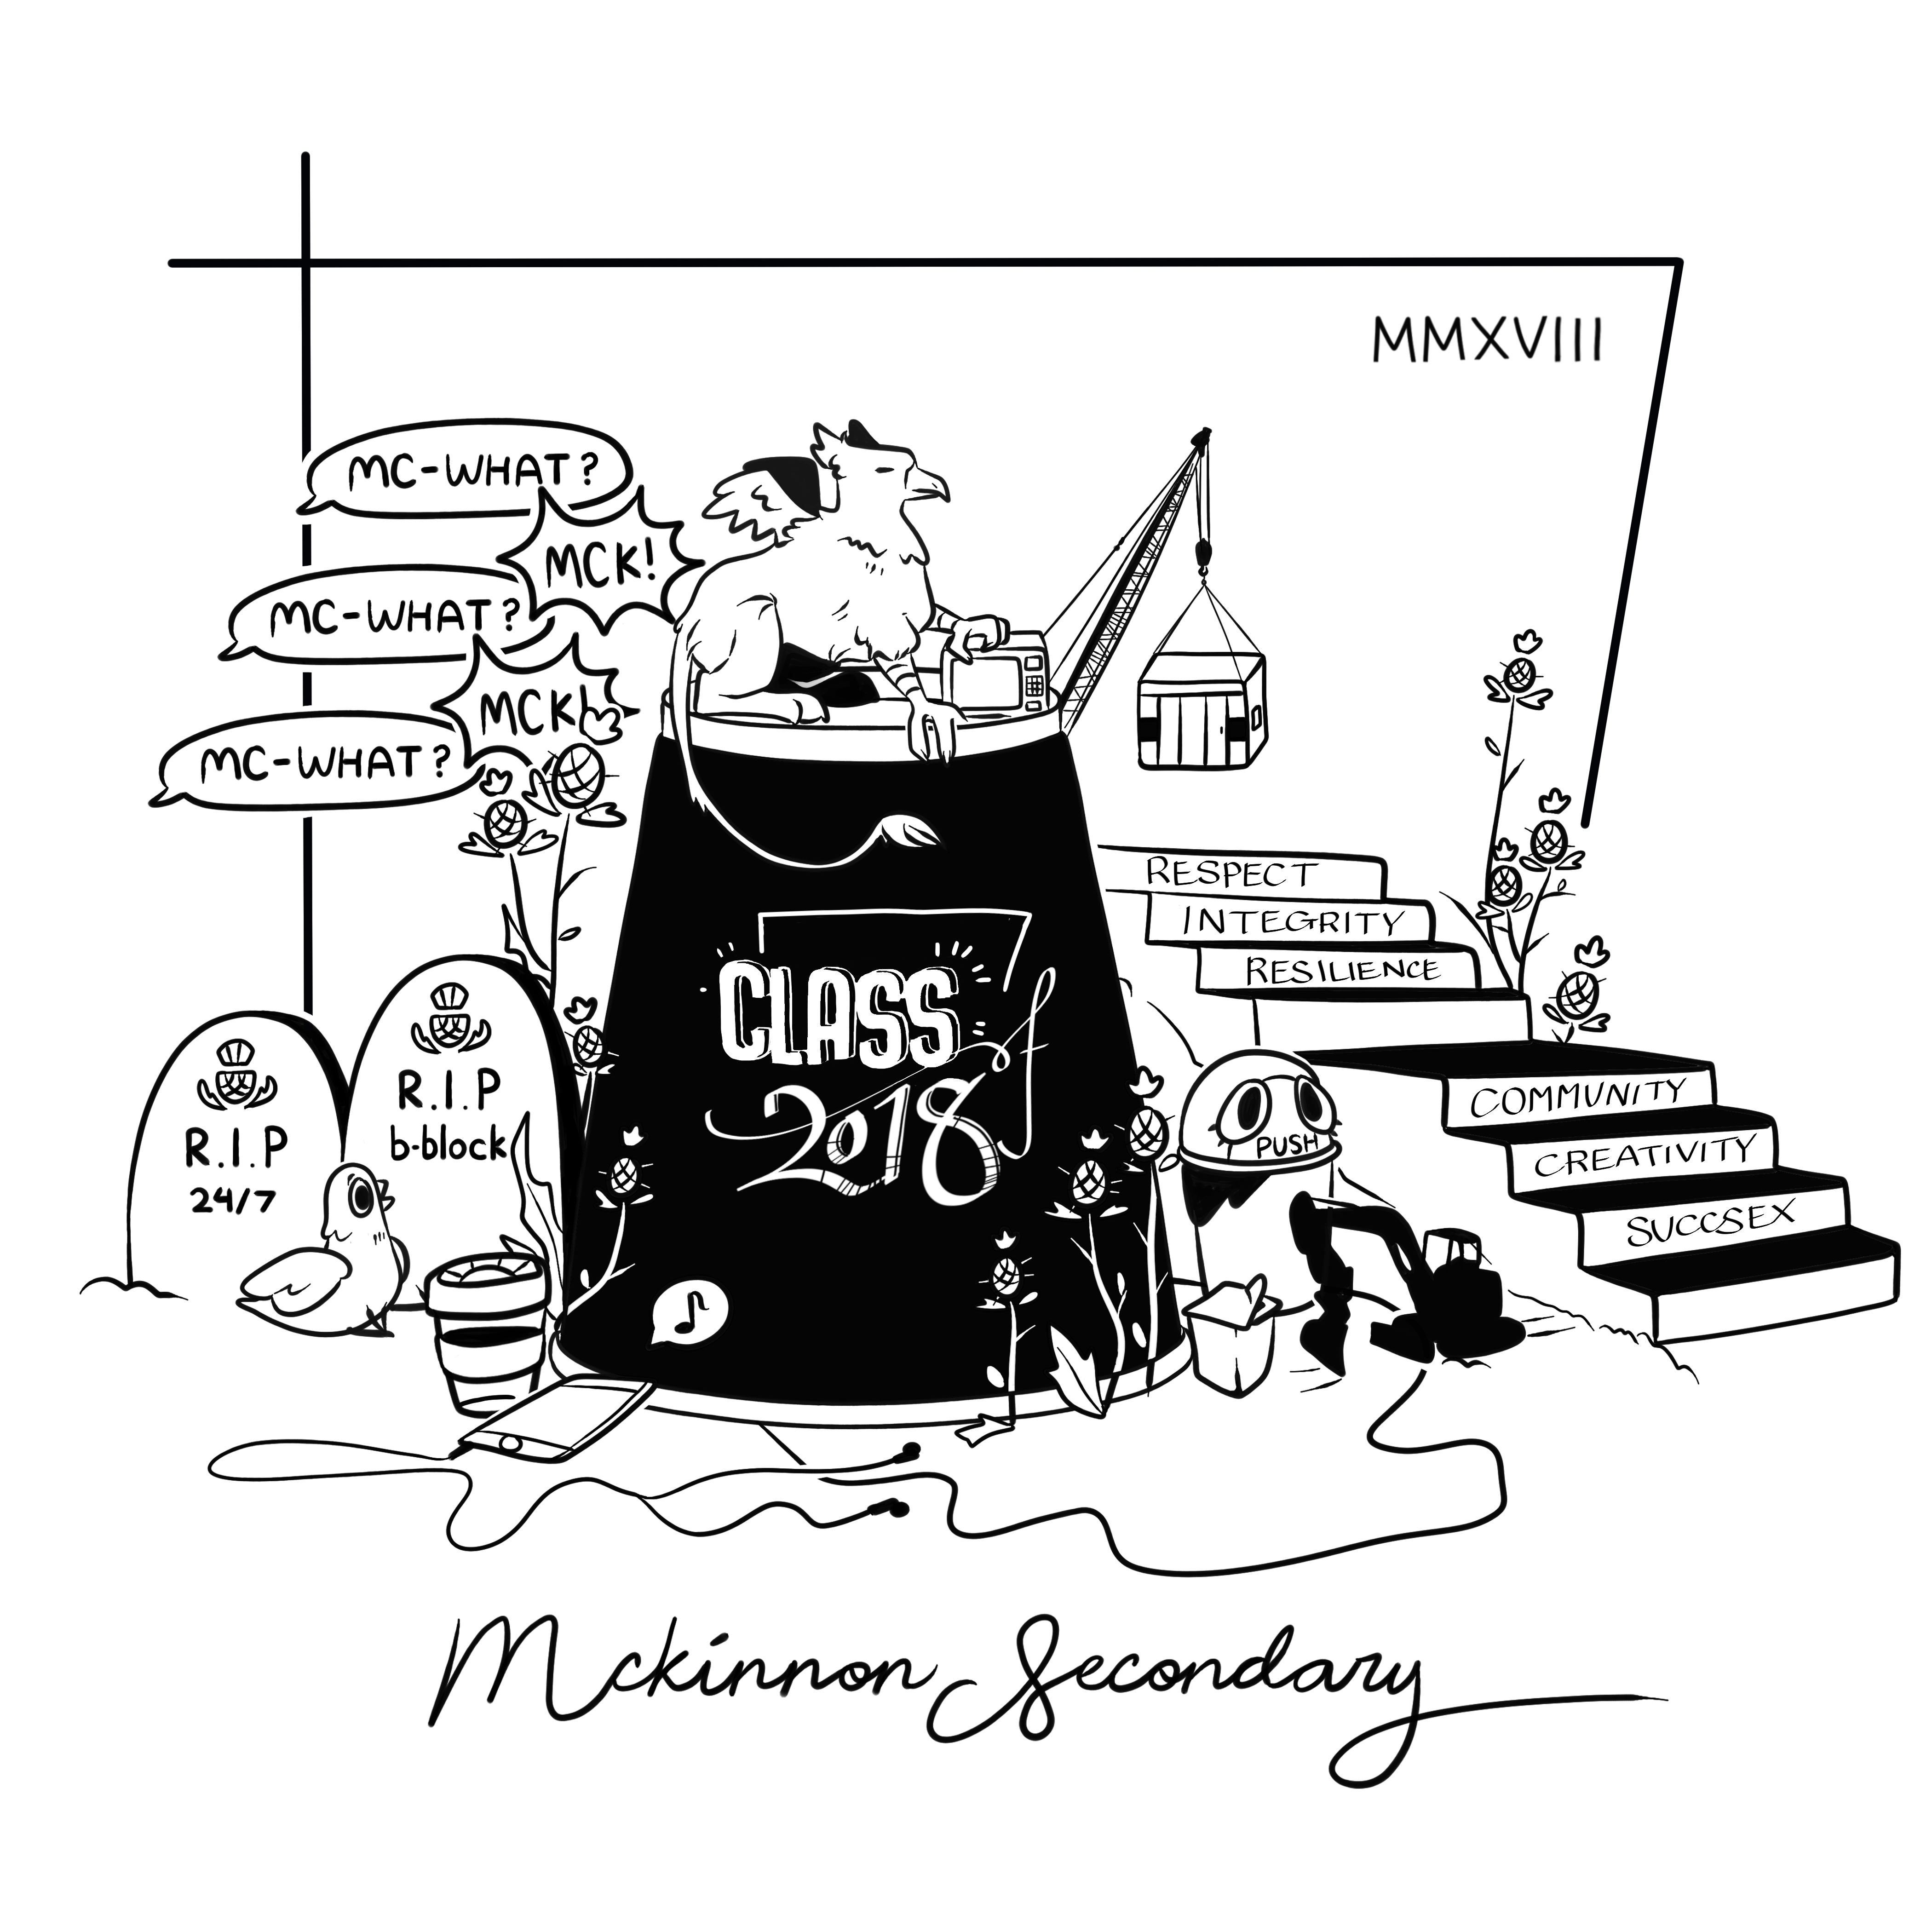 MMXVIII
MC-WHAT?
MCK!
MC-WHAT?
MCK!
MC-WHAT?
RESPECT
INTEGRITY
RESILIENCE
COMMUNITY
CREATIVITY
SUCCSEX
CLASS
of
2018
R.I.P
24/7
R.I.P
b-block
PUSH
Mckinnon Secondary